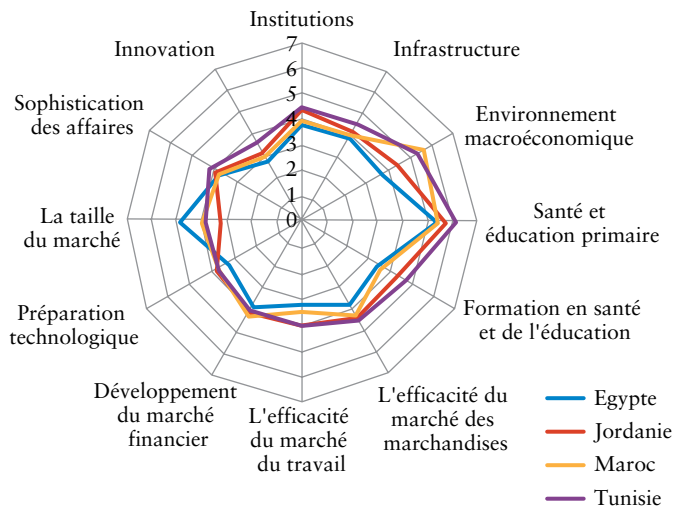 Institutions
Infrastructure
Environnement
macroéconomique
Santé et
éducation primaire
Formation en santé
et de l'éducation
L'efficacité du
marché des
marchandises
L'efficacité
du marché
du travail
Développement
du marché
financier
Préparation
technologique
La taille
du marché
Sophistication
des affaires
Innovation
7
6
5
4
3
2
1
0
Egypte
Jordanie
Maroc
Tunisie